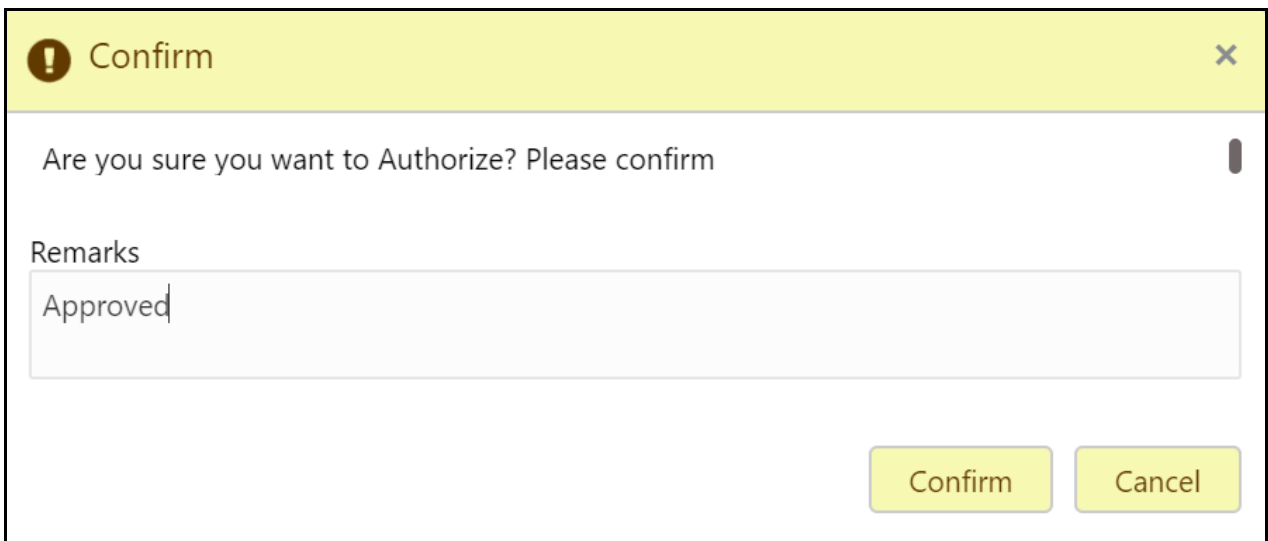 Confirm
Are you sure you want to Authorize? Please confirm
Remarks
Approved
Confirm Cancel